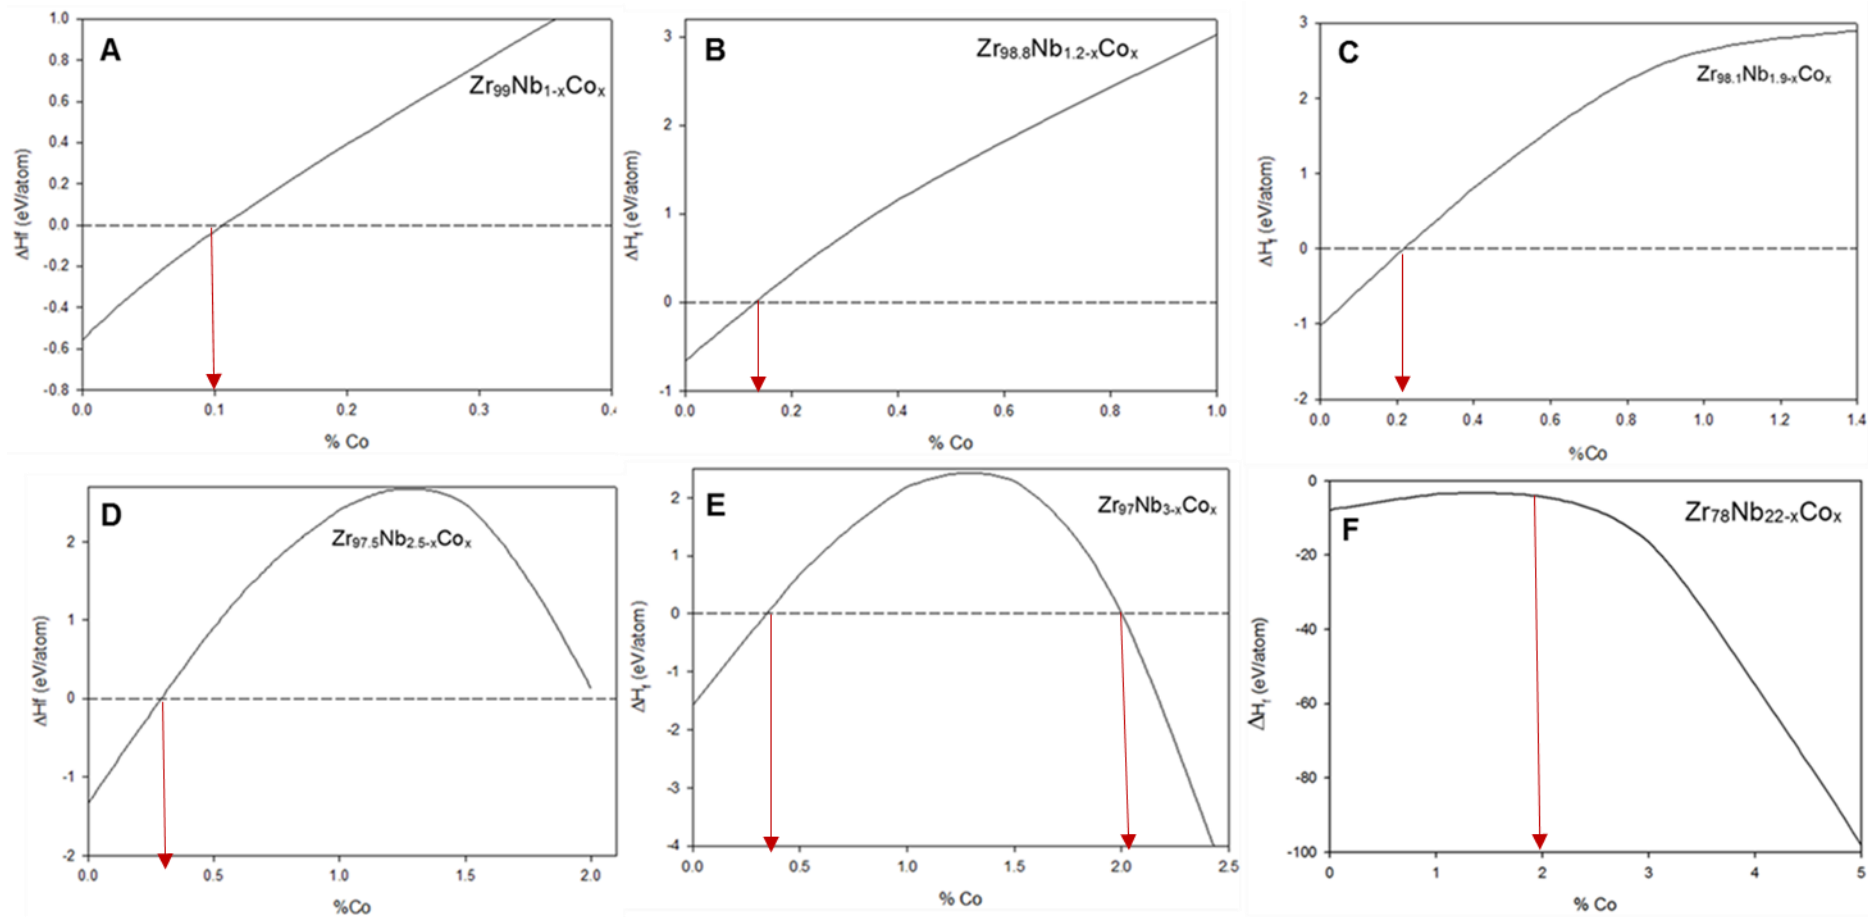 A
Zr₉₉Nb₁₋ₓCoₓ
ΔHf (eV/atom)
1.0
0.8
0.6
0.4
0.2
0.0
-0.2
-0.4
-0.6
-0.8
0.0 0.1 0.2 0.3 0.4
% Co
B
Zr₉₈.₈Nb₁.₂₋ₓCoₓ
ΔH_f (eV/atom)
3
2
1
0
-1
0.0 0.2 0.4 0.6 0.8 1.0
% Co
C
Zr₉₈.₁Nb₁.₉₋ₓCoₓ
ΔH_f (eV/atom)
3
2
1
0
-1
-2
0.0 0.2 0.4 0.6 0.8 1.0 1.2 1.4
%Co
D
Zr₉₇.₅Nb₂.₅₋ₓCoₓ
ΔHf (eV/atom)
2
1
0
-1
-2
0.0 0.5 1.0 1.5 2.0
%Co
E
Zr₉₇Nb₃₋ₓCoₓ
ΔH_f (eV/atom)
2
1
0
-1
-2
-3
-4
0.0 0.5 1.0 1.5 2.0 2.5
% Co
F
Zr₇₈Nb₂₂₋ₓCoₓ
ΔH_f (eV/atom)
0
-20
-40
-60
-80
-100
0 1 2 3 4 5
% Co